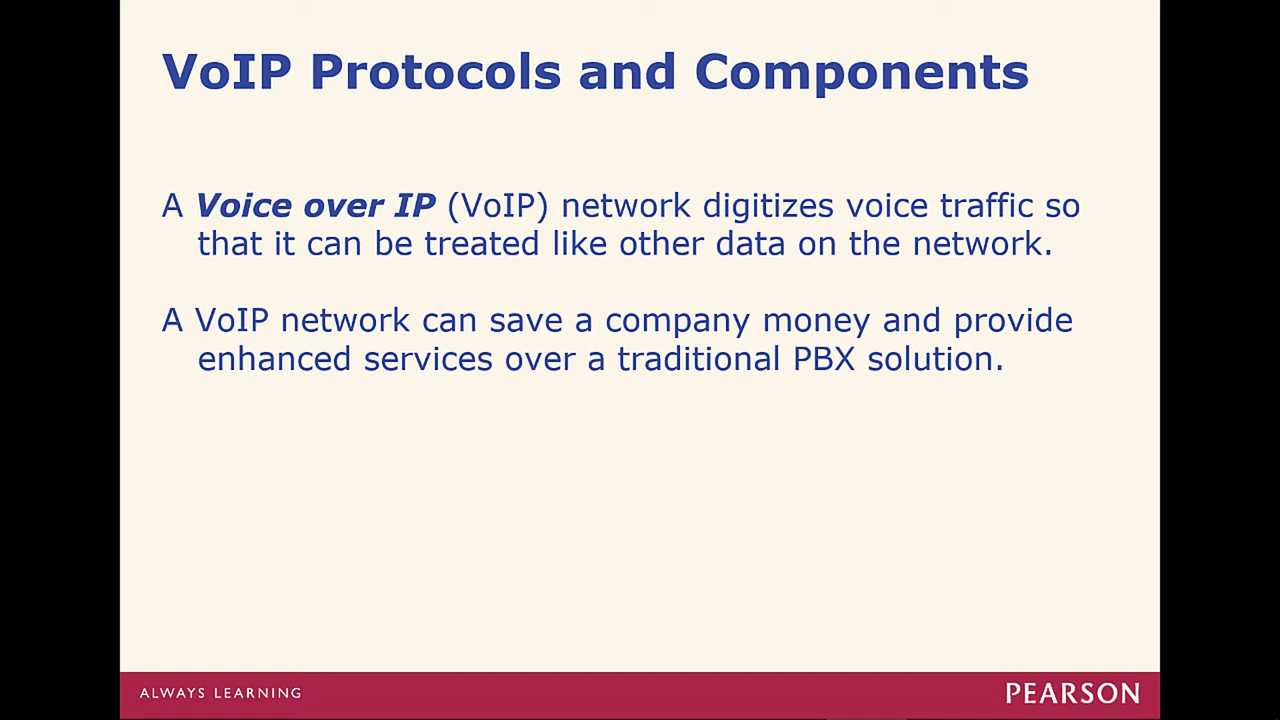 VoIP Protocols and Components
A Voice over IP (VoIP) network digitizes voice traffic so
that it can be treated like other data on the network.
A VoIP network can save a company money and provide
enhanced services over a traditional PBX solution.
ALWAYS LEARNING
PEARSON